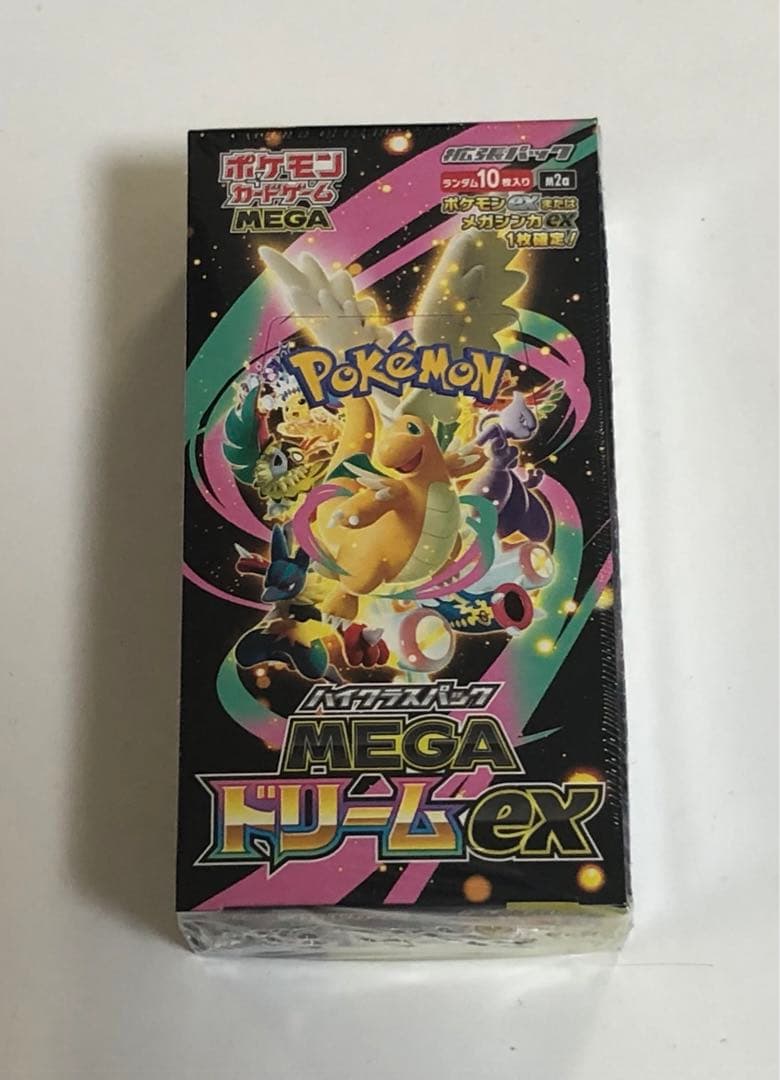 ポケモン
カードゲーム
MEGA
拡張パック
ランダム10枚入り
ポケモンexまたは
メガシンカex
1枚確定!
POKéMON
ハイクラスパック
MEGA
ドリームex